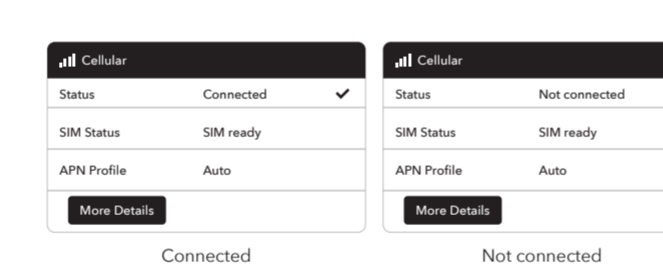 Cellular
Status Connected
SIM Status SIM ready
APN Profile Auto
More Details
Connected
Cellular
Status Not connected
SIM Status SIM ready
APN Profile Auto
More Details
Not connected